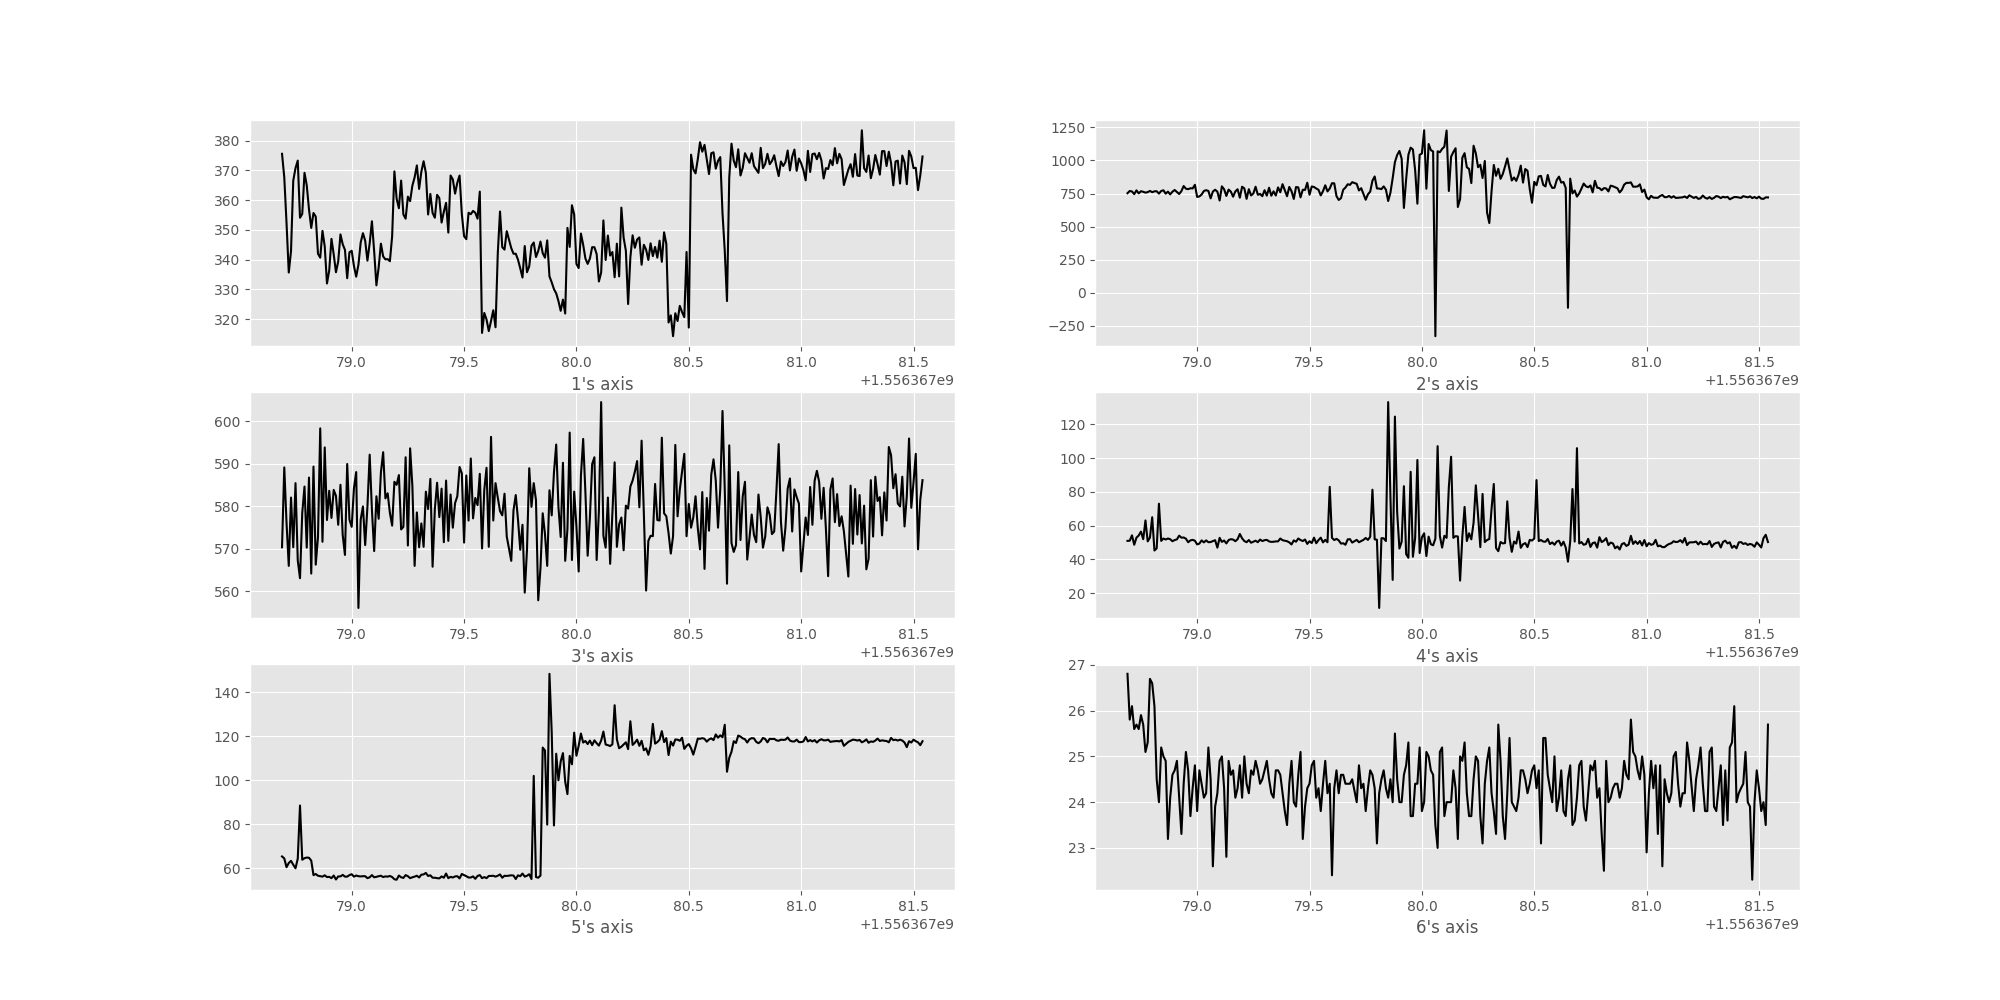 380
370
360
350
340
330
320
79.0 79.5 80.0 80.5 81.0 81.5
+1.556367e9
1's axis
1250
1000
750
500
250
0
−250
79.0 79.5 80.0 80.5 81.0 81.5
+1.556367e9
2's axis
600
590
580
570
560
79.0 79.5 80.0 80.5 81.0 81.5
+1.556367e9
3's axis
120
100
80
60
40
20
79.0 79.5 80.0 80.5 81.0 81.5
+1.556367e9
4's axis
140
120
100
80
60
79.0 79.5 80.0 80.5 81.0 81.5
+1.556367e9
5's axis
27
26
25
24
23
79.0 79.5 80.0 80.5 81.0 81.5
+1.556367e9
6's axis